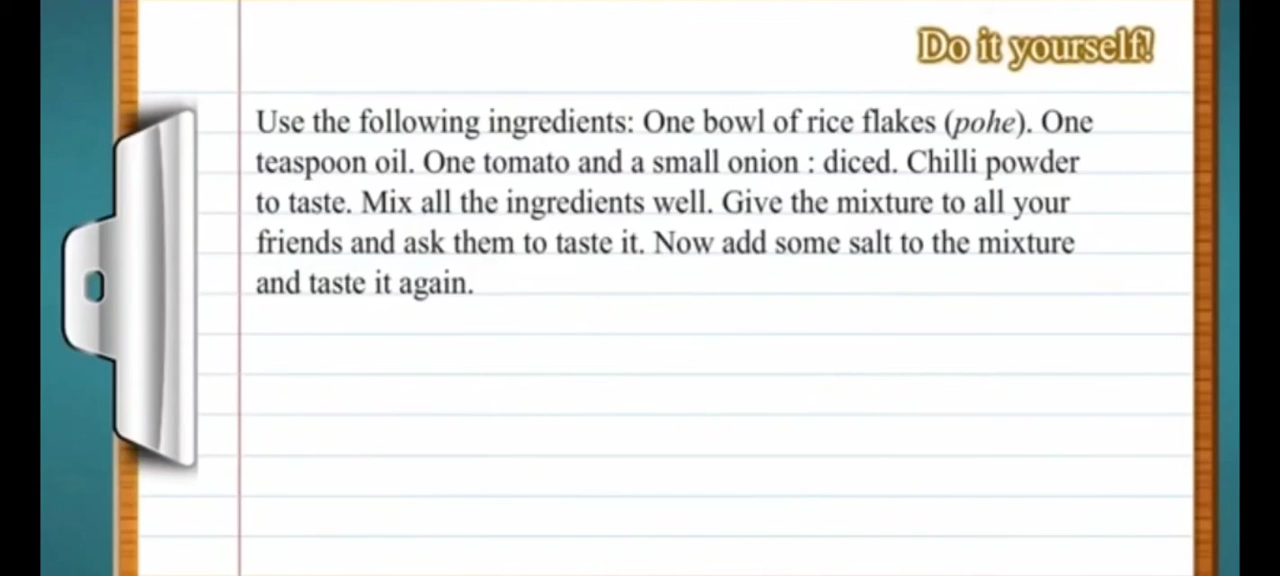 Do it yourself!
Use the following ingredients: One bowl of rice flakes (pohe). One
teaspoon oil. One tomato and a small onion : diced. Chilli powder
to taste. Mix all the ingredients well. Give the mixture to all your
friends and ask them to taste it. Now add some salt to the mixture
and taste it again.